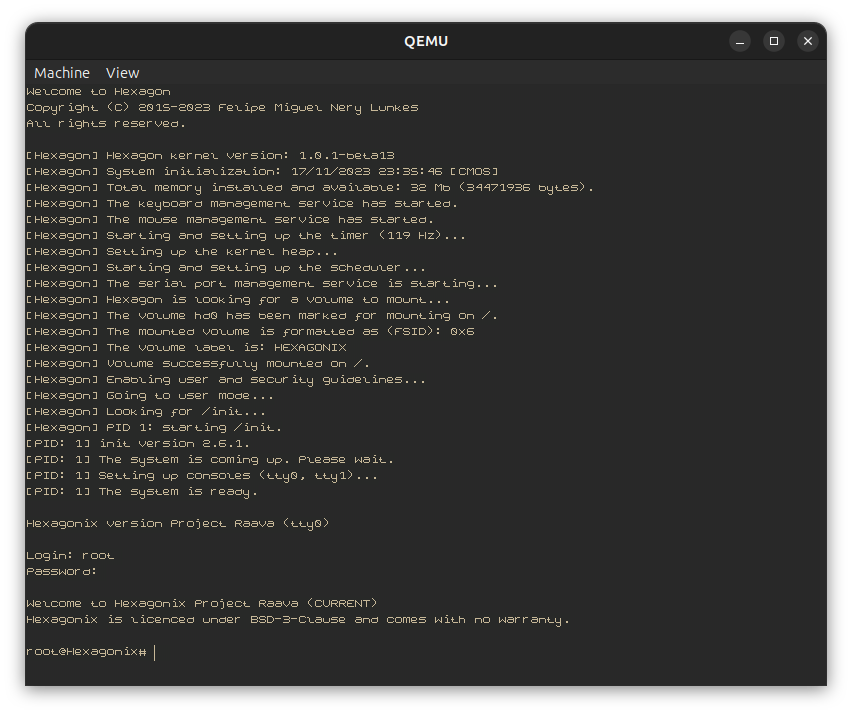 QEMU
Machine View
Welcome to Hexagon
Copyright (C) 2015-2023 Felipe Miguel Nery Lunkes
All rights reserved.
[Hexagon] Hexagon kernel version: 1.0.1-beta13
[Hexagon] System initialization: 17/11/2023 23:35:46 [CMOS]
[Hexagon] Total memory installed and available: 32 Mb (34471936 bytes).
[Hexagon] The keyboard management service has started.
[Hexagon] The mouse management service has started.
[Hexagon] Starting and setting up the timer (119 Hz)...
[Hexagon] Setting up the kernel heap...
[Hexagon] Starting and setting up the scheduler...
[Hexagon] The serial port management service is starting...
[Hexagon] Hexagon is looking for a volume to mount...
[Hexagon] The volume hd0 has been marked for mounting on /.
[Hexagon] The mounted volume is formatted as (FSID): 0x6
[Hexagon] The volume label is: HEXAGONIX
[Hexagon] Volume successfully mounted on /.
[Hexagon] Enabling user and security guidelines...
[Hexagon] Going to user mode...
[Hexagon] Looking for /init...
[Hexagon] PID 1: starting /init.
[PID: 1] init version 2.6.1.
[PID: 1] The system is coming up. Please wait.
[PID: 1] Setting up consoles (tty0, tty1)...
[PID: 1] The system is ready.
Hexagonix version Project Raava (tty0)
Login: root
Password:
Welcome to Hexagonix Project Raava (CURRENT)
Hexagonix is licenced under BSD-3-Clause and comes with no warranty.
root@Hexagonix#